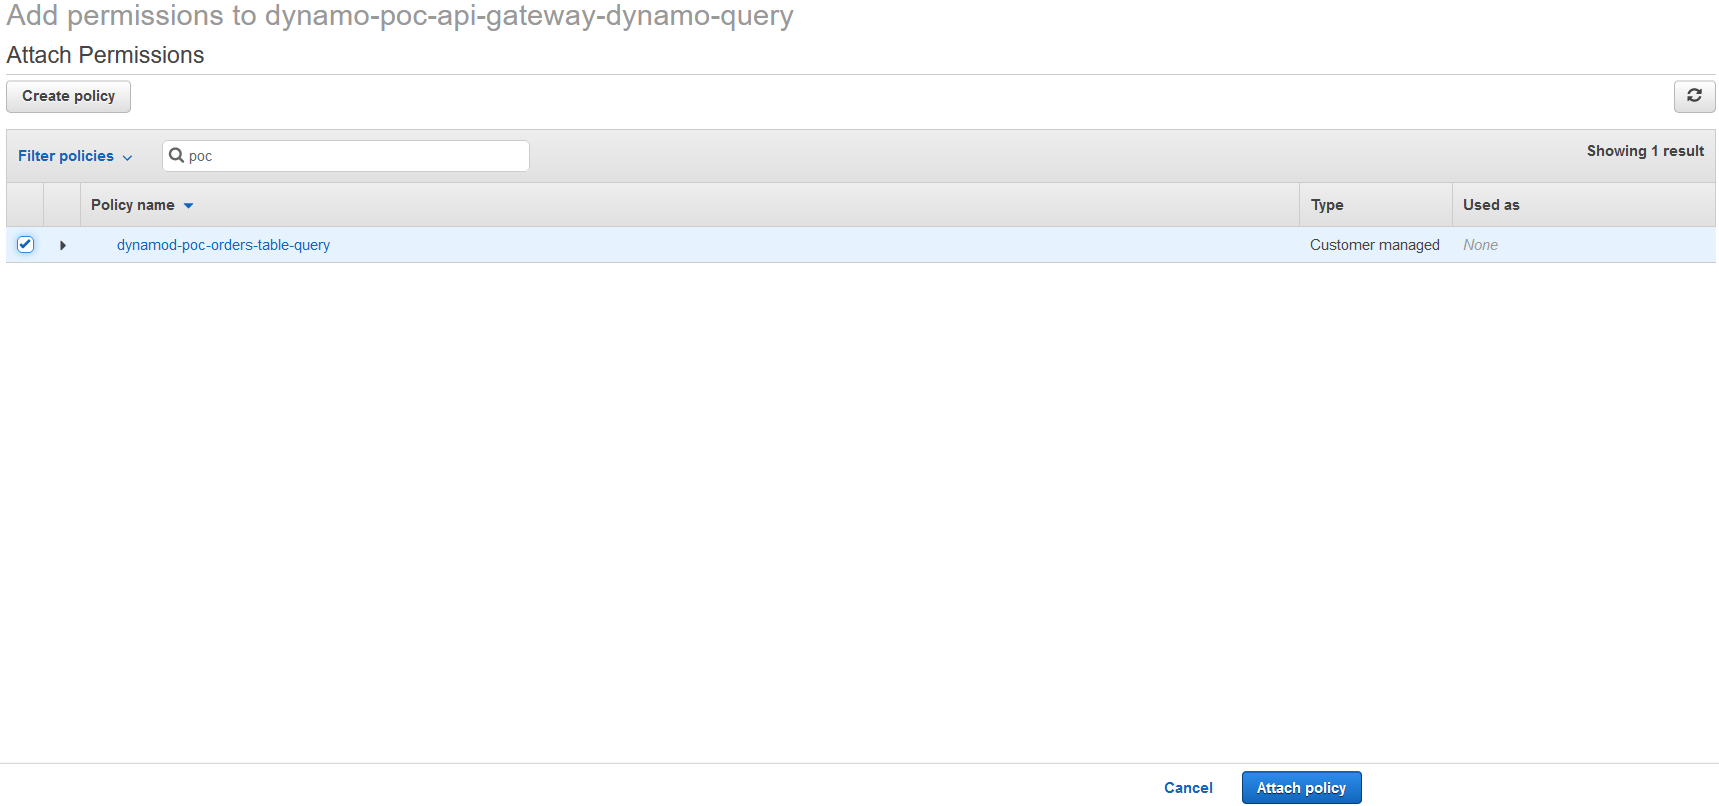 Add permissions to dynamo-poc-api-gateway-dynamo-query
Attach Permissions
Create policy
Filter policies poc Showing 1 result
Policy name Type Used as
dynamod-poc-orders-table-query Customer managed None
Cancel Attach policy